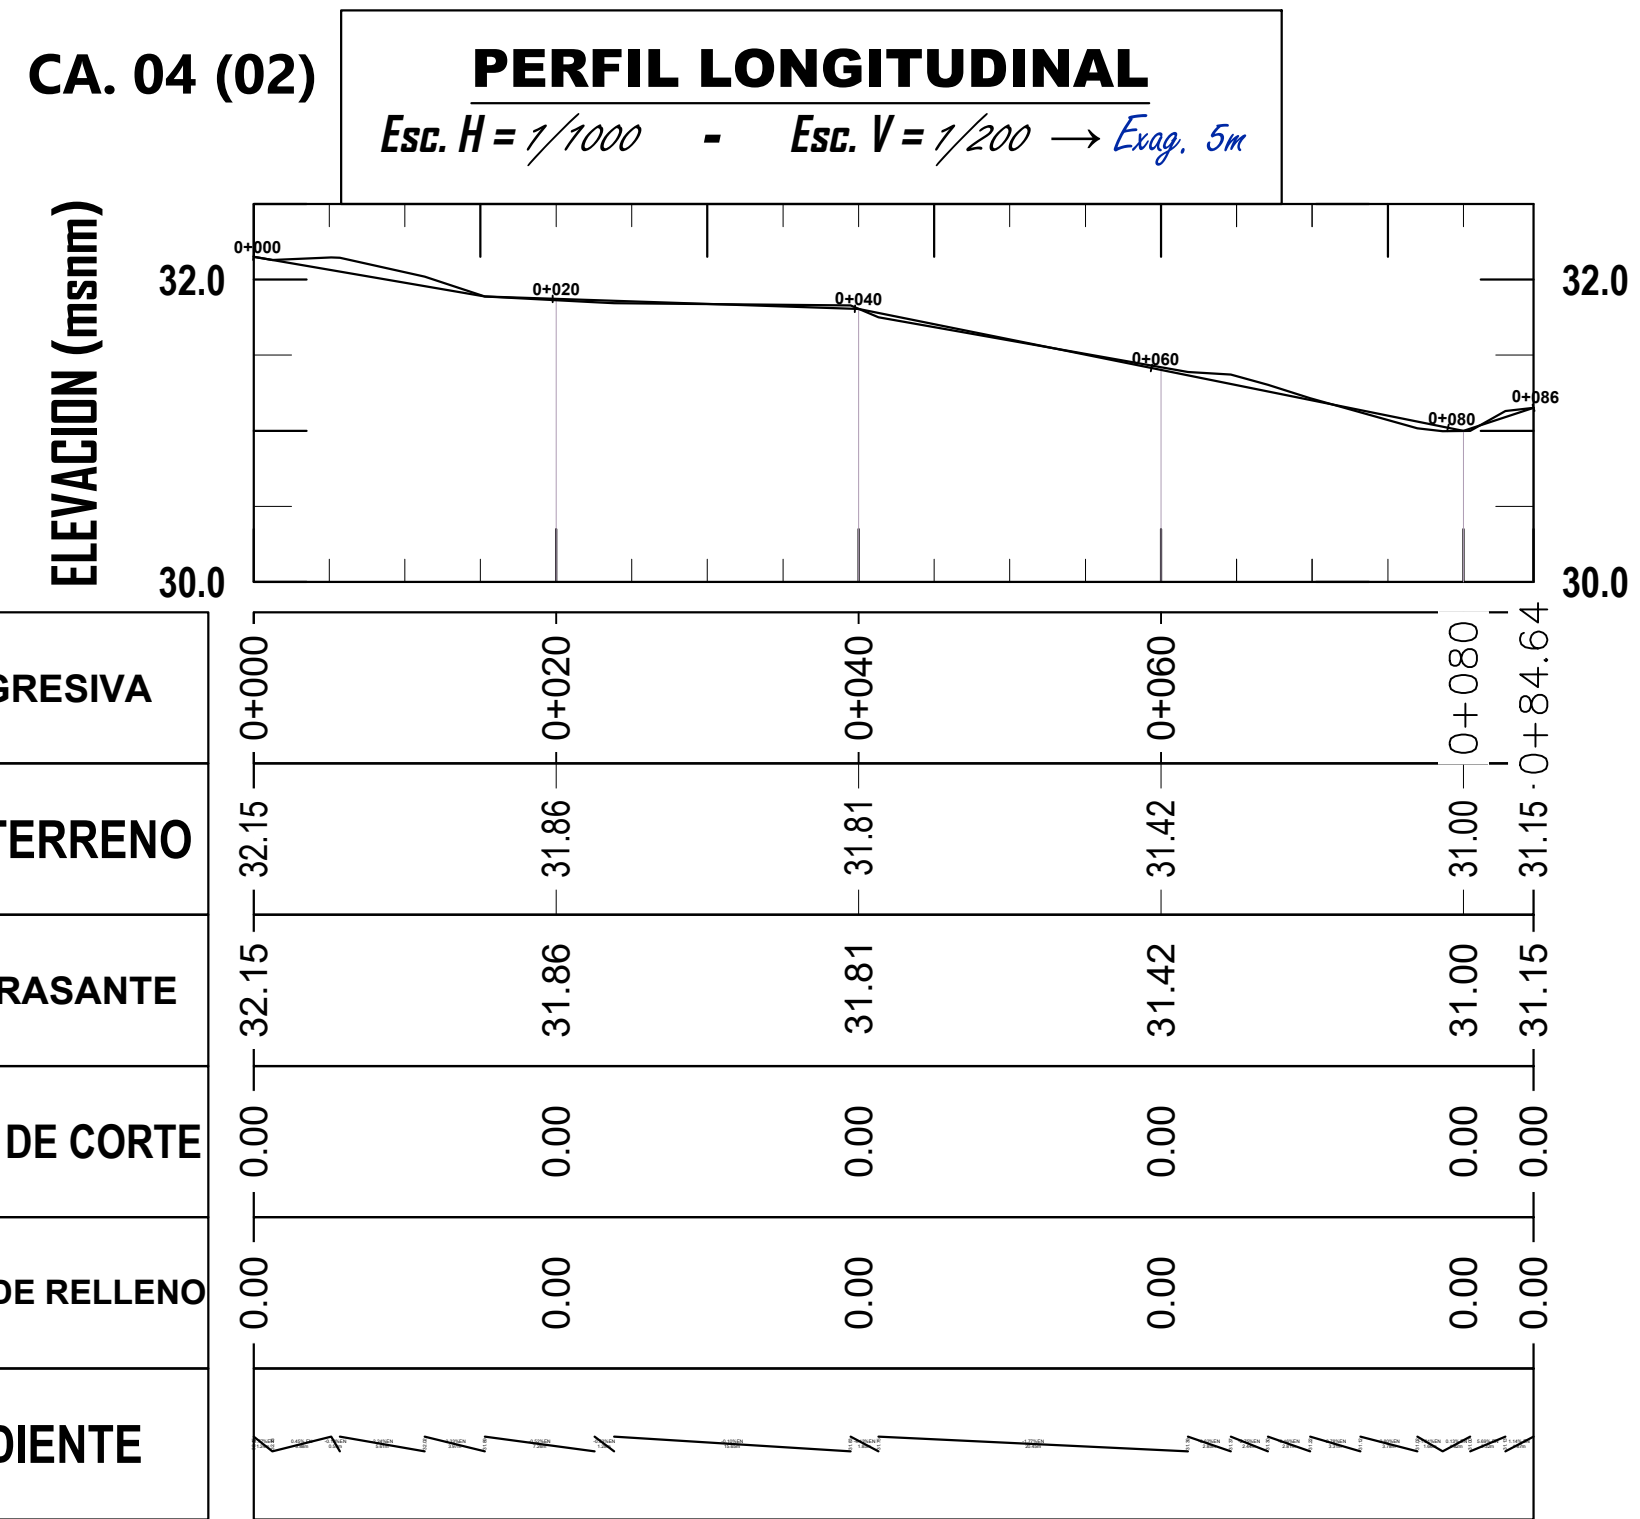 CA. 04 (02)
PERFIL LONGITUDINAL
Esc. H = 1/1000 - Esc. V = 1/200 → Exag. 5m
ELEVACION (msnm)
32.0
30.0
32.0
30.0
0+000
0+020
0+040
0+060
0+080
0+086
GRESIVA
0+000 0+020 0+040 0+060 0+080 0+84.64
TERRENO
32.15 31.86 31.81 31.42 31.00 31.15
RASANTE
32.15 31.86 31.81 31.42 31.00 31.15
DE CORTE
0.00 0.00 0.00 0.00 0.00 0.00
DE RELLENO
0.00 0.00 0.00 0.00 0.00 0.00
DIENTE